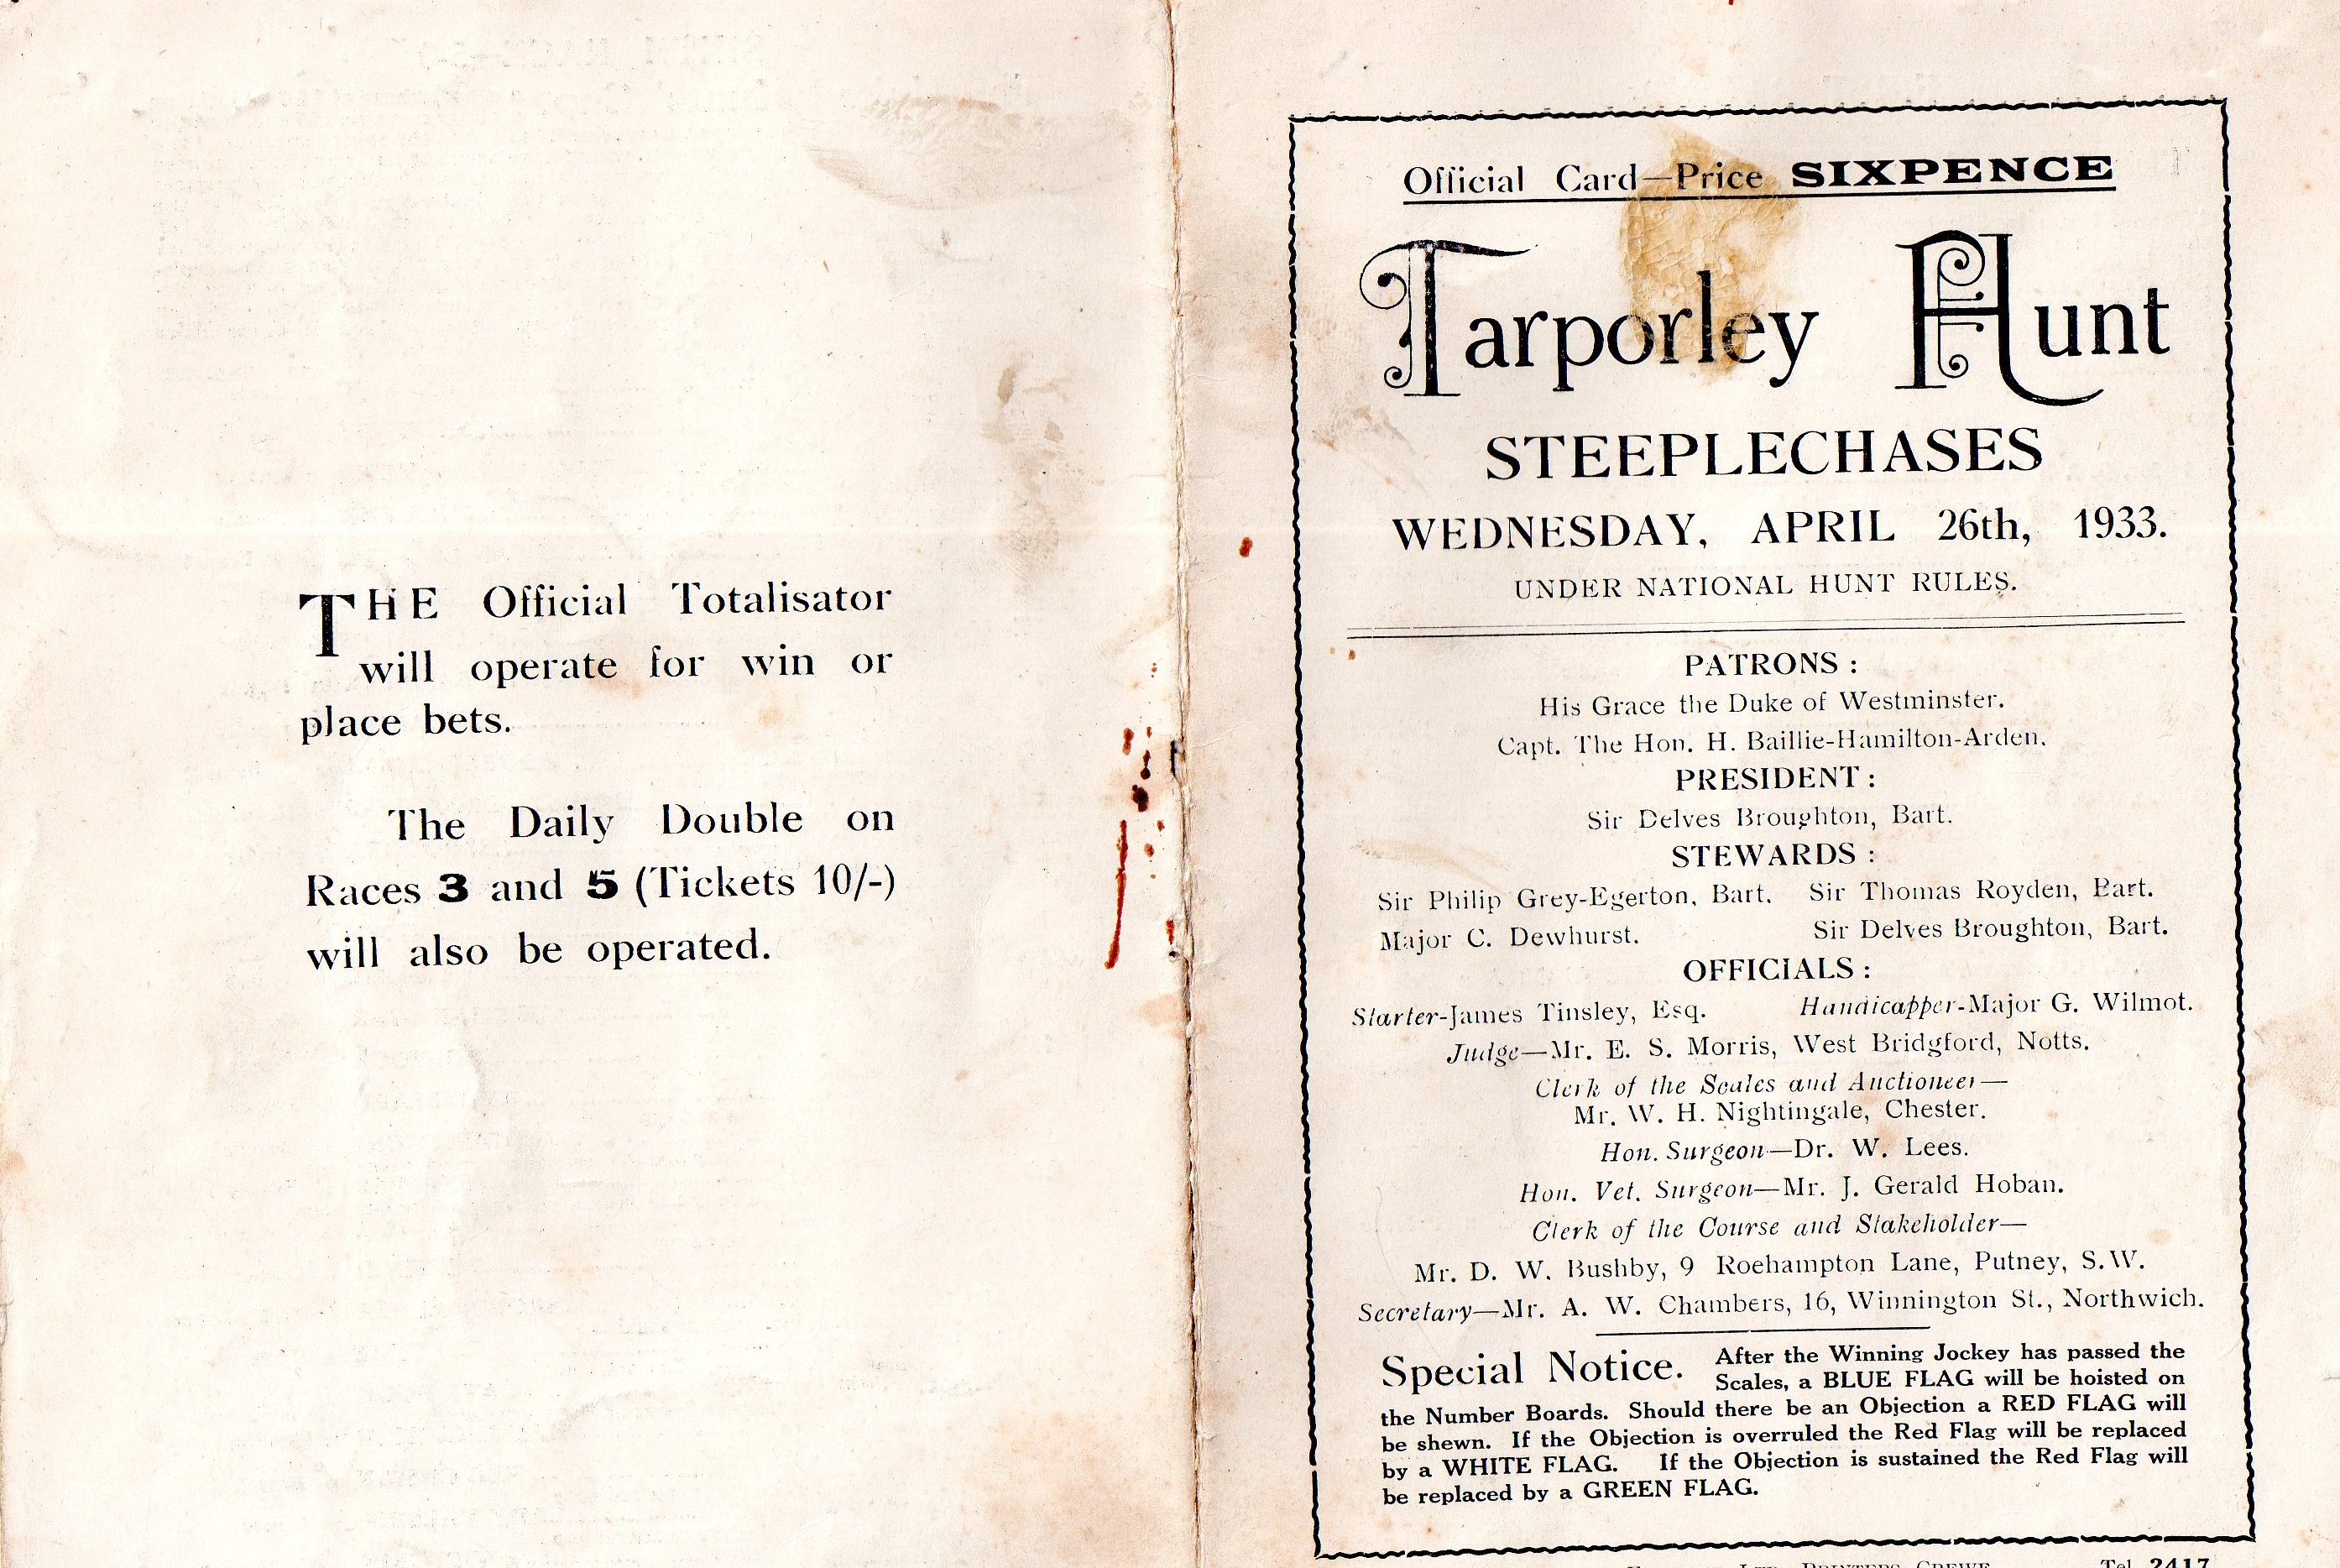 THE Official Totalisator
will operate for win or
place bets.
The Daily Double on
Races 3 and 5 (Tickets 10/-)
will also be operated.
Official Card—Price SIXPENCE
Tarporley Hunt
STEEPLECHASES
WEDNESDAY, APRIL 26th, 1933.
UNDER NATIONAL HUNT RULES.
PATRONS :
His Grace the Duke of Westminster.
Capt. The Hon. H. Baillie-Hamilton-Arden.
PRESIDENT :
Sir Delves Broughton, Bart.
STEWARDS :
Sir Philip Grey-Egerton, Bart. Sir Thomas Royden, Bart.
Major C. Dewhurst. Sir Delves Broughton, Bart.
OFFICIALS :
Starter-James Tinsley, Esq. Handicapper-Major G. Wilmot.
Judge—Mr. E. S. Morris, West Bridgford, Notts.
Clerk of the Scales and Auctioneer—
Mr. W. H. Nightingale, Chester.
Hon. Surgeon—Dr. W. Lees.
Hon. Vet. Surgeon—Mr. J. Gerald Hoban.
Clerk of the Course and Stakeholder—
Mr. D. W. Bushby, 9 Roehampton Lane, Putney, S.W.
Secretary—Mr. A. W. Chambers, 16, Winnington St., Northwich.
Special Notice. After the Winning Jockey has passed the
Scales, a BLUE FLAG will be hoisted on
the Number Boards. Should there be an Objection a RED FLAG will
be shewn. If the Objection is overruled the Red Flag will be replaced
by a WHITE FLAG. If the Objection is sustained the Red Flag will
be replaced by a GREEN FLAG.
LTD., PRINTERS, CREWE Tel. 2417